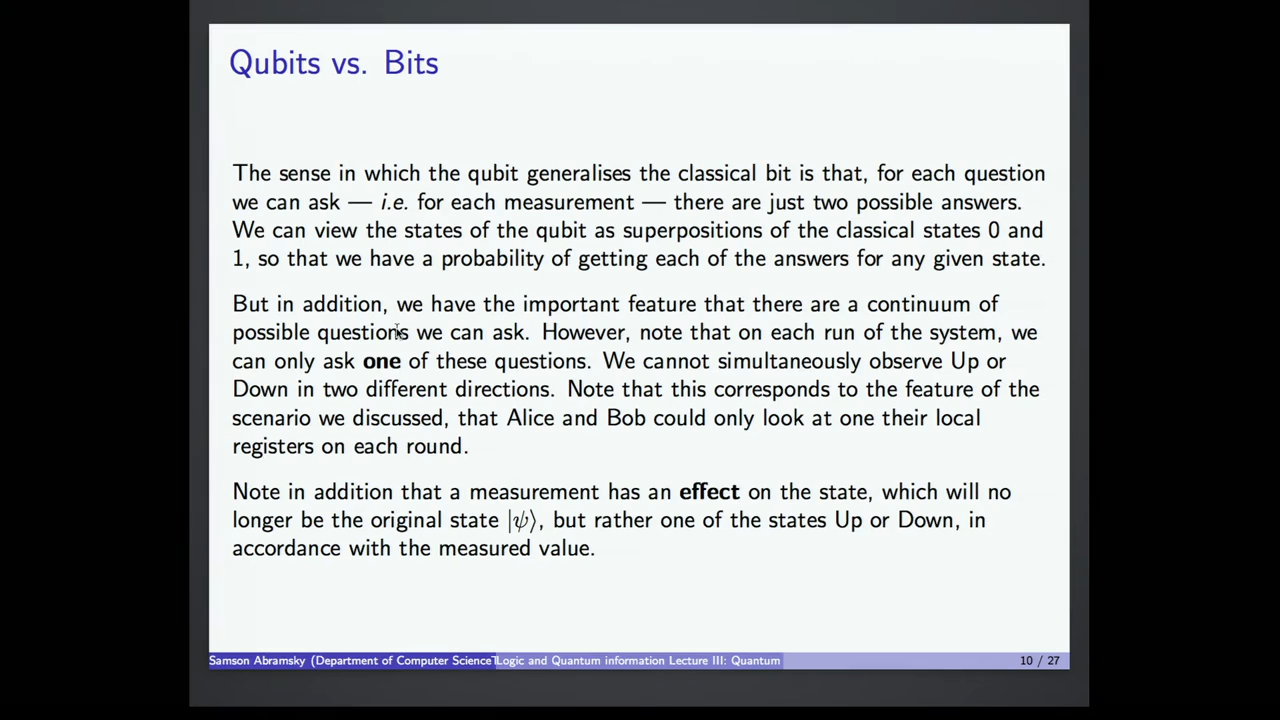 Qubits vs. Bits
The sense in which the qubit generalises the classical bit is that, for each question
we can ask — i.e. for each measurement — there are just two possible answers.
We can view the states of the qubit as superpositions of the classical states 0 and
1, so that we have a probability of getting each of the answers for any given state.
But in addition, we have the important feature that there are a continuum of
possible questions we can ask. However, note that on each run of the system, we
can only ask one of these questions. We cannot simultaneously observe Up or
Down in two different directions. Note that this corresponds to the feature of the
scenario we discussed, that Alice and Bob could only look at one their local
registers on each round.
Note in addition that a measurement has an effect on the state, which will no
longer be the original state |ψ⟩, but rather one of the states Up or Down, in
accordance with the measured value.
Samson Abramsky (Department of Computer Science Logic and Quantum information Lecture III: Quantum 10 / 27